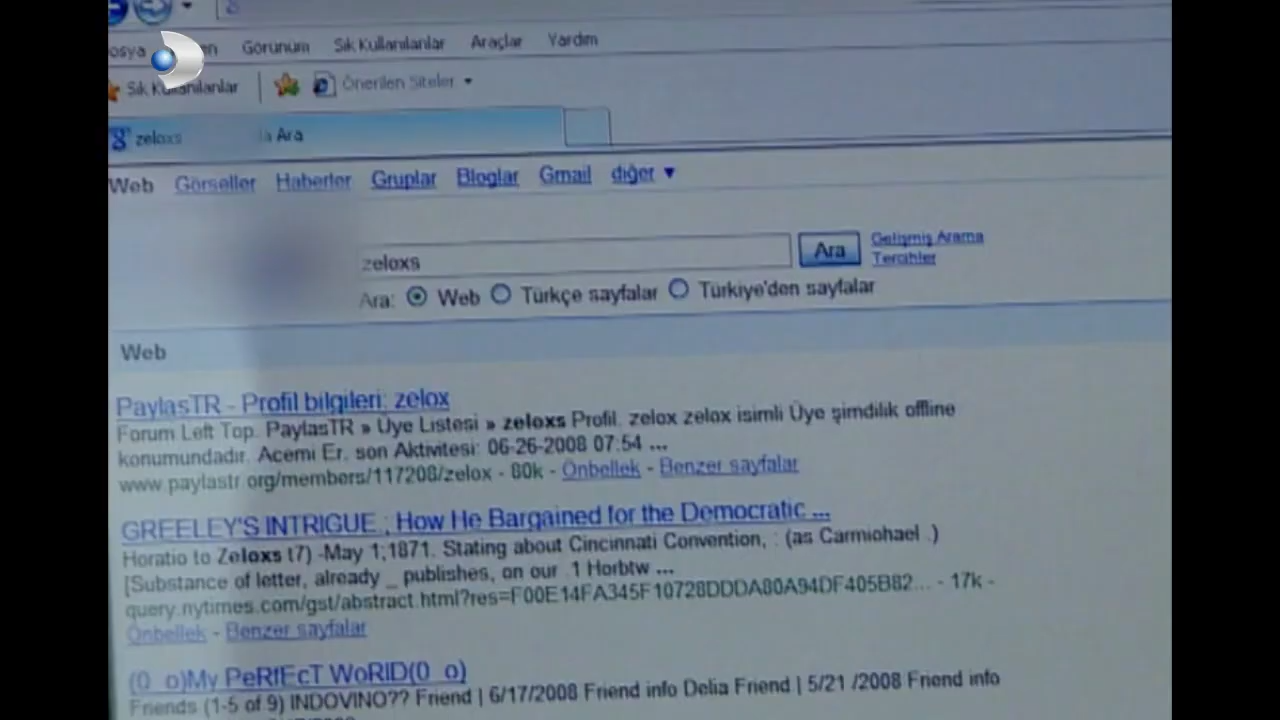 Görünüm Sık Kullanılanlar Araçlar Yardım
Sık Kullanılanlar Önerilen Siteler
zeloxs Ara
Web Görseller Haberler Gruplar Bloglar Gmail diğer ▼
zeloxs Ara Gelişmiş Arama
Tercihler
Ara: Web Türkçe sayfalar Türkiye'den sayfalar
Web
PaylasTR - Profil bilgileri: zelox
Forum Left Top. PaylasTR » Üye Listesi » zeloxs Profil. zelox zelox isimli Üye şimdilik offline
konumundadır. Acemi Er. son Aktivitesi: 06-26-2008 07:54 ...
www.paylastr.org/members/117208/zelox - 80k - Önbellek - Benzer sayfalar
GREELEY'S INTRIGUE.; How He Bargained for the Democratic ...
Horatio to Zeloxs t7) -May 1;1871. Stating about Cincinnati Convention, : (as Carmiohael .)
[Substance of letter, already _ publishes, on our .1 Horbtw ...
query.nytimes.com/gst/abstract.html?res=F00E14FA345F10728DDDA80A94DF405B82... - 17k -
Önbellek - Benzer sayfalar
(0_o)My PeRfEcT WoRlD(0_o)
Friends (1-5 of 9) INDOVINO?? Friend | 6/17/2008 Friend info Delia Friend | 5/21 /2008 Friend info